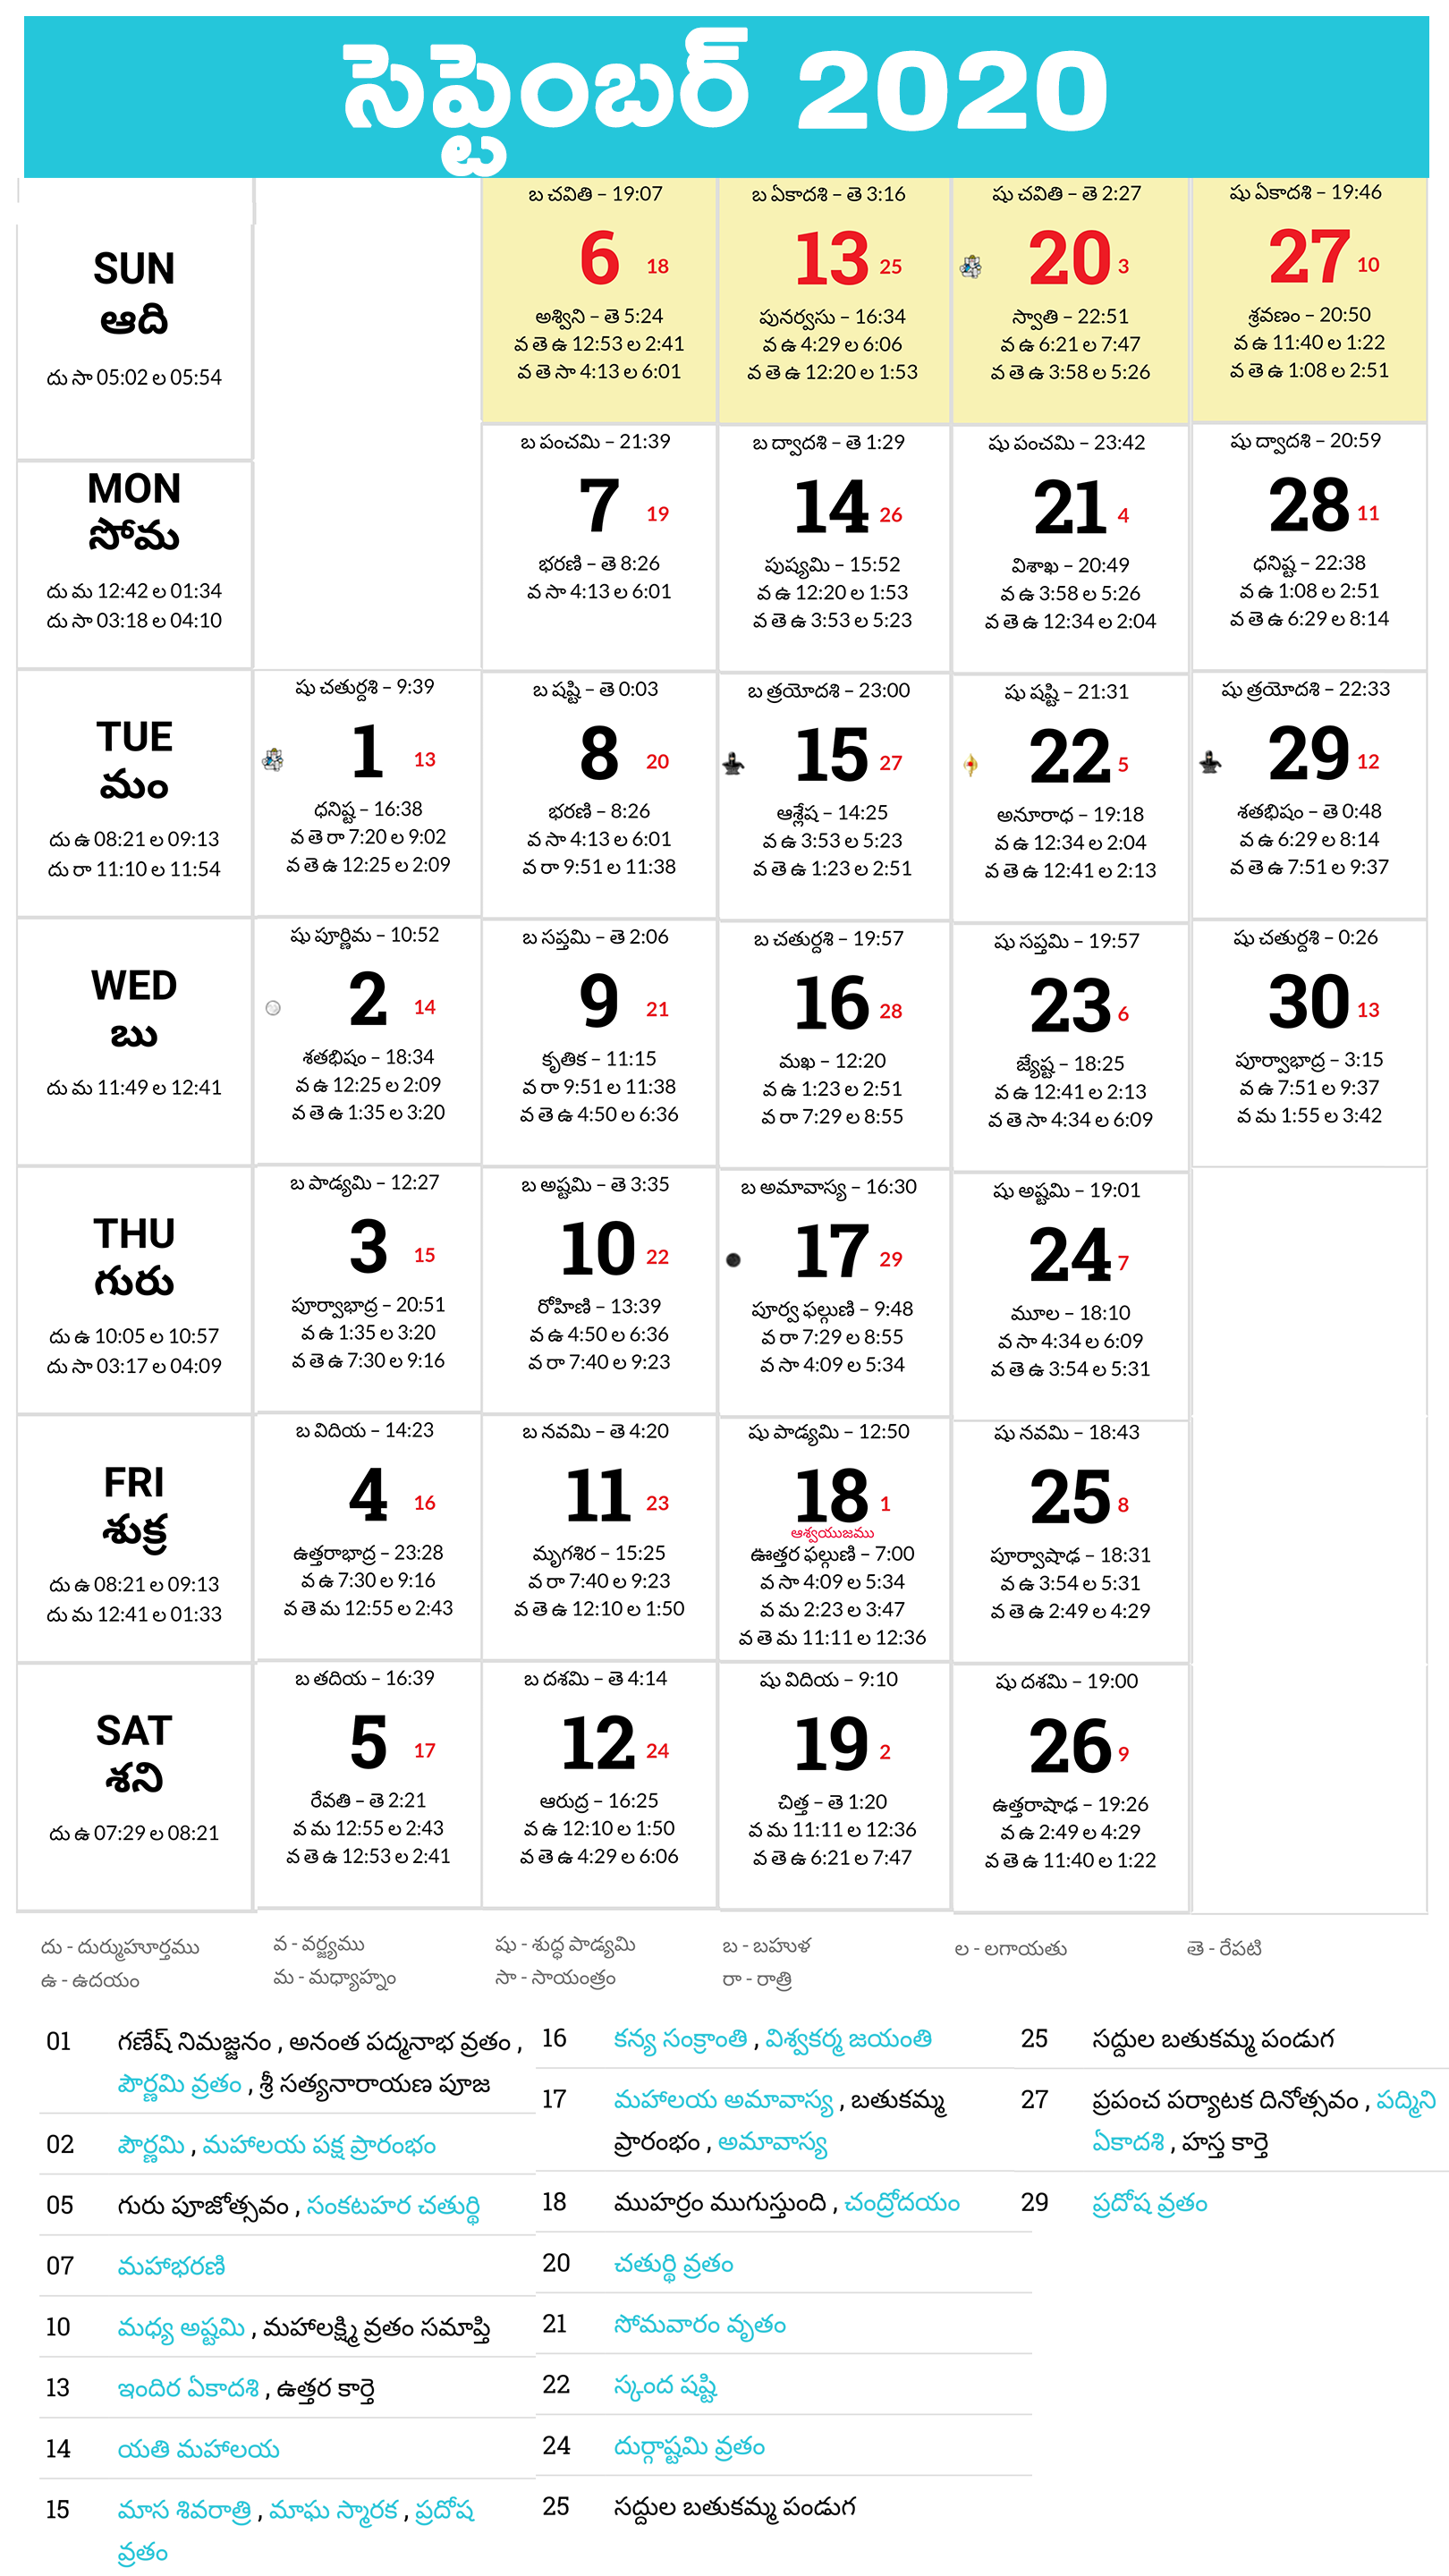 సెప్టెంబర్ 2020
SUN
ఆది
దు సా 05:02 ల 05:54
బ చవితి – 19:07
6 18
అశ్విని – తె 5:24
వ తె ఉ 12:53 ల 2:41
వ తె సా 4:13 ల 6:01
బ ఏకాదశి – తె 3:16
13 25
పునర్వసు – 16:34
వ ఉ 4:29 ల 6:06
వ తె ఉ 12:20 ల 1:53
షు చవితి – తె 2:27
20 3
స్వాతి – 22:51
వ ఉ 6:21 ల 7:47
వ తె ఉ 3:58 ల 5:26
షు ఏకాదశి – 19:46
27 10
శ్రవణం – 20:50
వ ఉ 11:40 ల 1:22
వ తె ఉ 1:08 ల 2:51
MON
సోమ
దు మ 12:42 ల 01:34
దు సా 03:18 ల 04:10
బ పంచమి – 21:39
7 19
భరణి – తె 8:26
వ సా 4:13 ల 6:01
బ ద్వాదశి – తె 1:29
14 26
పుష్యమి – 15:52
వ ఉ 12:20 ల 1:53
వ తె ఉ 3:53 ల 5:23
షు పంచమి – 23:42
21 4
విశాఖ – 20:49
వ ఉ 3:58 ల 5:26
వ తె ఉ 12:34 ల 2:04
షు ద్వాదశి – 20:59
28 11
ధనిష్ట – 22:38
వ ఉ 1:08 ల 2:51
వ తె ఉ 6:29 ల 8:14
TUE
మం
దు ఉ 08:21 ల 09:13
దు రా 11:10 ల 11:54
షు చతుర్దశి – 9:39
1 13
ధనిష్ట – 16:38
వ తె రా 7:20 ల 9:02
వ తె ఉ 12:25 ల 2:09
బ షష్టి – తె 0:03
8 20
భరణి – 8:26
వ సా 4:13 ల 6:01
వ రా 9:51 ల 11:38
బ త్రయోదశి – 23:00
15 27
ఆశ్లేష – 14:25
వ ఉ 3:53 ల 5:23
వ తె ఉ 1:23 ల 2:51
షు షష్టి – 21:31
22 5
అనూరాధ – 19:18
వ ఉ 12:34 ల 2:04
వ తె ఉ 12:41 ల 2:13
షు త్రయోదశి – 22:33
29 12
శతభిషం – తె 0:48
వ ఉ 6:29 ల 8:14
వ తె ఉ 7:51 ల 9:37
WED
బు
దు మ 11:49 ల 12:41
షు పూర్ణిమ – 10:52
2 14
శతభిషం – 18:34
వ ఉ 12:25 ల 2:09
వ తె ఉ 1:35 ల 3:20
బ సప్తమి – తె 2:06
9 21
కృతిక – 11:15
వ రా 9:51 ల 11:38
వ తె ఉ 4:50 ల 6:36
బ చతుర్దశి – 19:57
16 28
మఖ – 12:20
వ ఉ 1:23 ల 2:51
వ రా 7:29 ల 8:55
షు సప్తమి – 19:57
23 6
జ్యేష్ట – 18:25
వ ఉ 12:41 ల 2:13
వ తె సా 4:34 ల 6:09
షు చతుర్దశి – 0:26
30 13
పూర్వాభాద్ర – 3:15
వ ఉ 7:51 ల 9:37
వ మ 1:55 ల 3:42
THU
గురు
దు ఉ 10:05 ల 10:57
దు సా 03:17 ల 04:09
బ పాడ్యమి – 12:27
3 15
పూర్వాభాద్ర – 20:51
వ ఉ 1:35 ల 3:20
వ తె ఉ 7:30 ల 9:16
బ అష్టమి – తె 3:35
10 22
రోహిణి – 13:39
వ ఉ 4:50 ల 6:36
వ రా 7:40 ల 9:23
బ అమావాస్య – 16:30
17 29
పూర్వ ఫల్గుణి – 9:48
వ రా 7:29 ల 8:55
వ సా 4:09 ల 5:34
షు అష్టమి – 19:01
24 7
మూల – 18:10
వ సా 4:34 ల 6:09
వ తె ఉ 3:54 ల 5:31
FRI
శుక్ర
దు ఉ 08:21 ల 09:13
దు మ 12:41 ల 01:33
బ విదియ – 14:23
4 16
ఉత్తరాభాద్ర – 23:28
వ ఉ 7:30 ల 9:16
వ తె మ 12:55 ల 2:43
బ నవమి – తె 4:20
11 23
మృగశిర – 15:25
వ రా 7:40 ల 9:23
వ తె ఉ 12:10 ల 1:50
షు పాడ్యమి – 12:50
18 1
ఆశ్వయుజము
ఊత్తర ఫల్గుణి – 7:00
వ సా 4:09 ల 5:34
వ మ 2:23 ల 3:47
వ తె మ 11:11 ల 12:36
షు నవమి – 18:43
25 8
పూర్వాషాఢ – 18:31
వ ఉ 3:54 ల 5:31
వ తె ఉ 2:49 ల 4:29
SAT
శని
దు ఉ 07:29 ల 08:21
బ తదియ – 16:39
5 17
రేవతి – తె 2:21
వ మ 12:55 ల 2:43
వ తె ఉ 12:53 ల 2:41
బ దశమి – తె 4:14
12 24
ఆరుద్ర – 16:25
వ ఉ 12:10 ల 1:50
వ తె ఉ 4:29 ల 6:06
షు విదియ – 9:10
19 2
చిత్త – తె 1:20
వ మ 11:11 ల 12:36
వ తె ఉ 6:21 ల 7:47
షు దశమి – 19:00
26 9
ఉత్తరాషాఢ – 19:26
వ ఉ 2:49 ల 4:29
వ తె ఉ 11:40 ల 1:22
దు - దుర్ముహూర్తము వ - వర్జ్యము షు - శుద్ధ పాడ్యమి బ - బహుళ ల - లగాయతు తె - రేపటి
ఉ - ఉదయం మ - మధ్యాహ్నం సా - సాయంత్రం రా - రాత్రి
01 గణేష్ నిమజ్జనం , అనంత పద్మనాభ వ్రతం ,
పౌర్ణమి వ్రతం , శ్రీ సత్యనారాయణ పూజ
02 పౌర్ణమి , మహాలయ పక్ష ప్రారంభం
05 గురు పూజోత్సవం , సంకటహర చతుర్థి
07 మహాభరణి
10 మధ్య అష్టమి , మహాలక్ష్మి వ్రతం సమాప్తి
13 ఇందిర ఏకాదశి , ఉత్తర కార్తె
14 యతి మహాలయ
15 మాస శివరాత్రి , మాఘ స్మారక , ప్రదోష
వ్రతం
16 కన్య సంక్రాంతి , విశ్వకర్మ జయంతి
17 మహాలయ అమావాస్య , బతుకమ్మ
ప్రారంభం , అమావాస్య
18 ముహర్రం ముగుస్తుంది , చంద్రోదయం
20 చతుర్థి వ్రతం
21 సోమవారం వృతం
22 స్కంద షష్టి
24 దుర్గాష్టమి వ్రతం
25 సద్దుల బతుకమ్మ పండుగ
25 సద్దుల బతుకమ్మ పండుగ
27 ప్రపంచ పర్యాటక దినోత్సవం , పద్మిని
ఏకాదశి , హస్త కార్తె
29 ప్రదోష వ్రతం